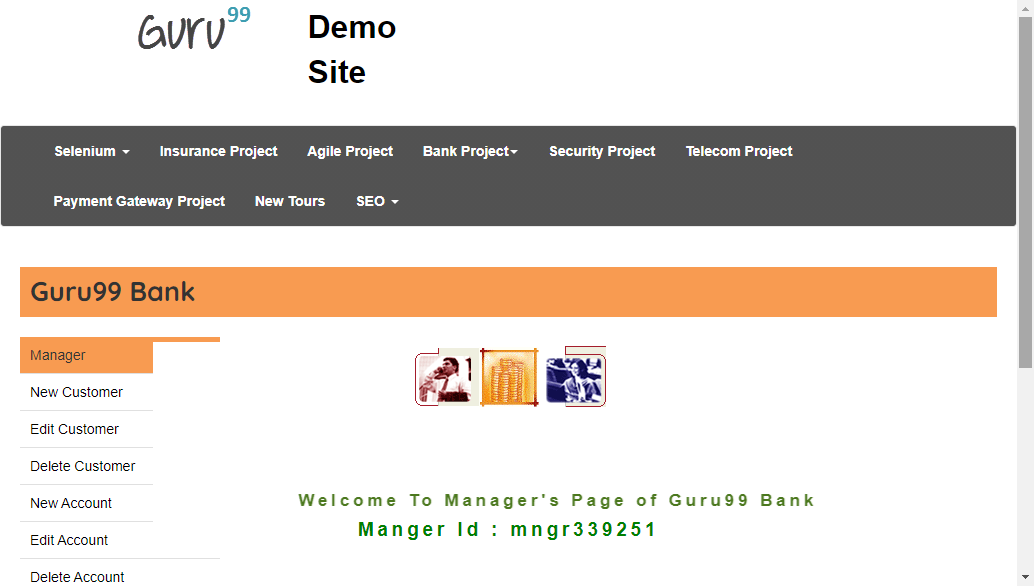 Guru99
Demo
Site
Selenium
Insurance Project
Agile Project
Bank Project
Security Project
Telecom Project
Payment Gateway Project
New Tours
SEO
Guru99 Bank
Manager
New Customer
Edit Customer
Delete Customer
New Account
Edit Account
Delete Account
Welcome To Manager's Page of Guru99 Bank
Manger Id : mngr339251